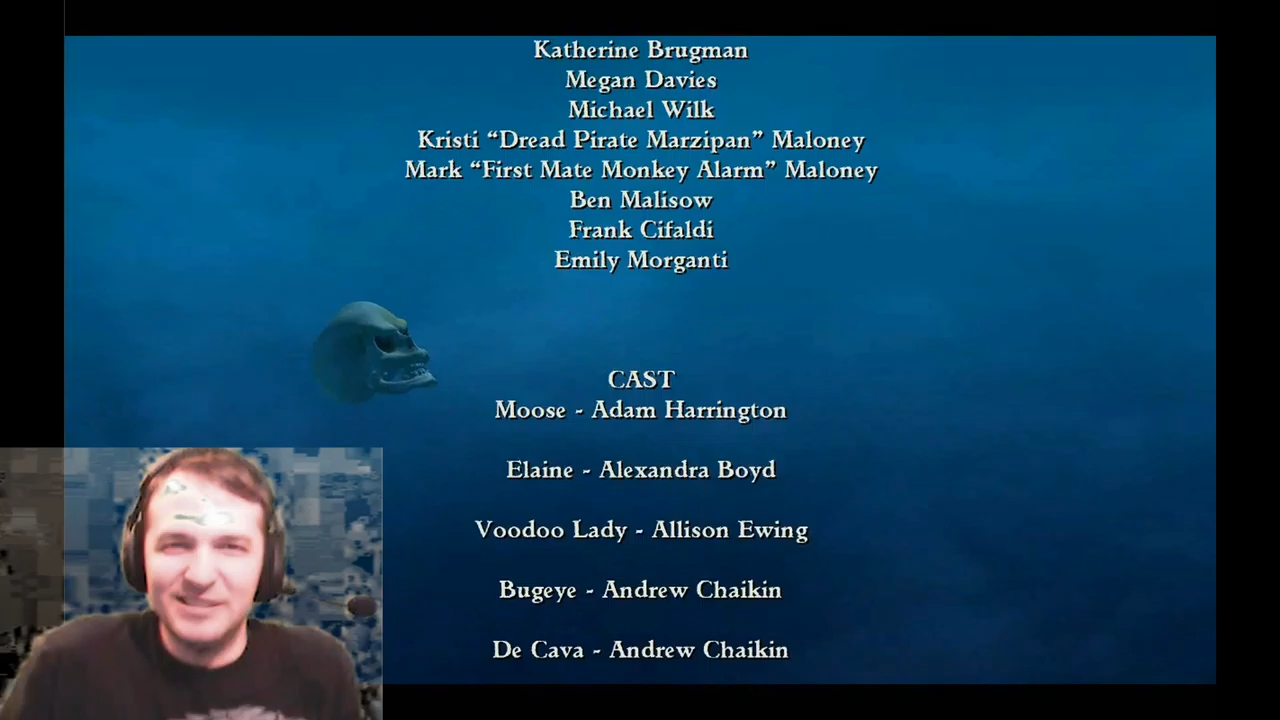 Katherine Brugman
Megan Davies
Michael Wilk
Kristi “Dread Pirate Marzipan” Maloney
Mark “First Mate Monkey Alarm” Maloney
Ben Malisow
Frank Cifaldi
Emily Morganti
CAST
Moose - Adam Harrington
Elaine - Alexandra Boyd
Voodoo Lady - Allison Ewing
Bugeye - Andrew Chaikin
De Cava - Andrew Chaikin